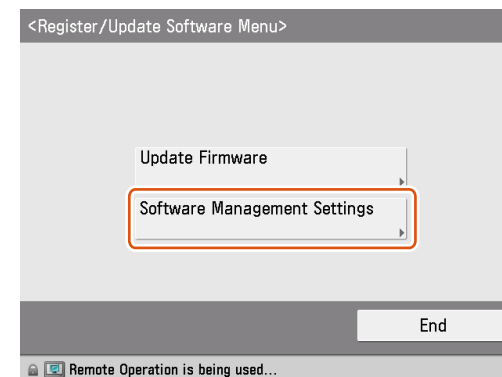 <Register/Update Software Menu>
Update Firmware
Software Management Settings
End
Remote Operation is being used...